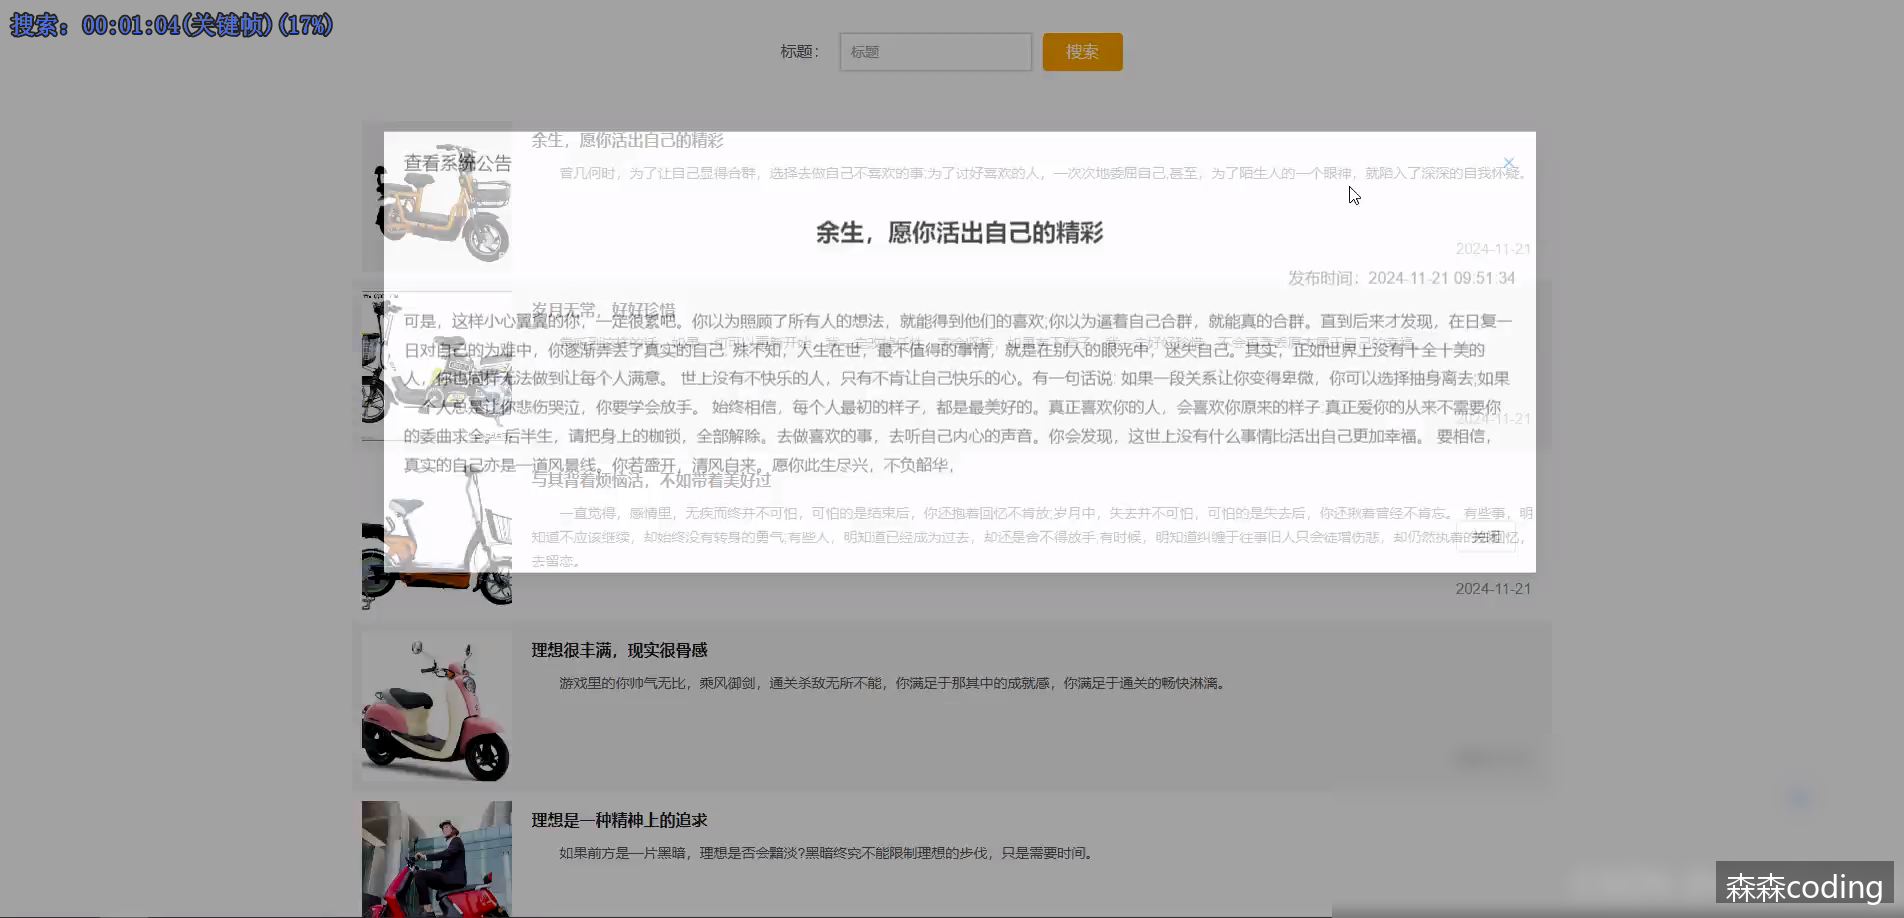 搜索：00:01:04(关键帧)(17%)
标题：
标题
搜索
余生，愿你活出自己的精彩
查看系统公告
曾几何时，为了让自己显得合群，选择去做自己不喜欢的事;为了讨好喜欢的人，一次次地委屈自己,甚至，为了陌生人的一个眼神，就陷入了深深的自我怀疑。
余生，愿你活出自己的精彩
2024-11-21
发布时间：2024-11-21 09:51:34
岁月无常，好好珍惜
可是，这样小心翼翼的你，一定很累吧。你以为照顾了所有人的想法，就能得到他们的喜欢;你以为逼着自己合群，就能真的合群。直到后来才发现，在日复一
日对自己的为难中，你逐渐弄丢了真实的自己. 殊不知，人生在世，最不值得的事情，就是在别人的眼光中，迷失自己。其实，正如世界上没有十全十美的
人，你也同样无法做到让每个人满意。 世上没有不快乐的人，只有不肯让自己快乐的心。有一句话说: 如果一段关系让你变得卑微，你可以选择抽身离去;如果
一个人总是让你悲伤哭泣，你要学会放手。 始终相信，每个人最初的样子，都是最美好的。真正喜欢你的人，会喜欢你原来的样子.真正爱你的从来不需要你
2024-11-21
的委曲求全。 后半生，请把身上的枷锁，全部解除。去做喜欢的事，去听自己内心的声音。你会发现，这世上没有什么事情比活出自己更加幸福。 要相信，
真实的自己亦是一道风景线。你若盛开，清风自来。愿你此生尽兴，不负韶华，
与其背着烦恼活，不如带着美好过
一直觉得，感情里，无疾而终并不可怕，可怕的是结束后，你还抱着回忆不肯放;岁月中，失去并不可怕，可怕的是失去后，你还揪着曾经不肯忘。 有些事，明
知道不应该继续，却始终没有转身的勇气;有些人，明知道已经成为过去，却还是舍不得放手.有时候，明知道纠缠于往事旧人只会徒增伤悲，却仍然执着的回忆，
关闭
去留恋。
2024-11-21
理想很丰满，现实很骨感
游戏里的你帅气无比，乘风御剑，通关杀敌无所不能，你满足于那其中的成就感，你满足于通关的畅快淋漓。
理想是一种精神上的追求
如果前方是一片黑暗，理想是否会黯淡?黑暗终究不能限制理想的步伐，只是需要时间。
森森coding